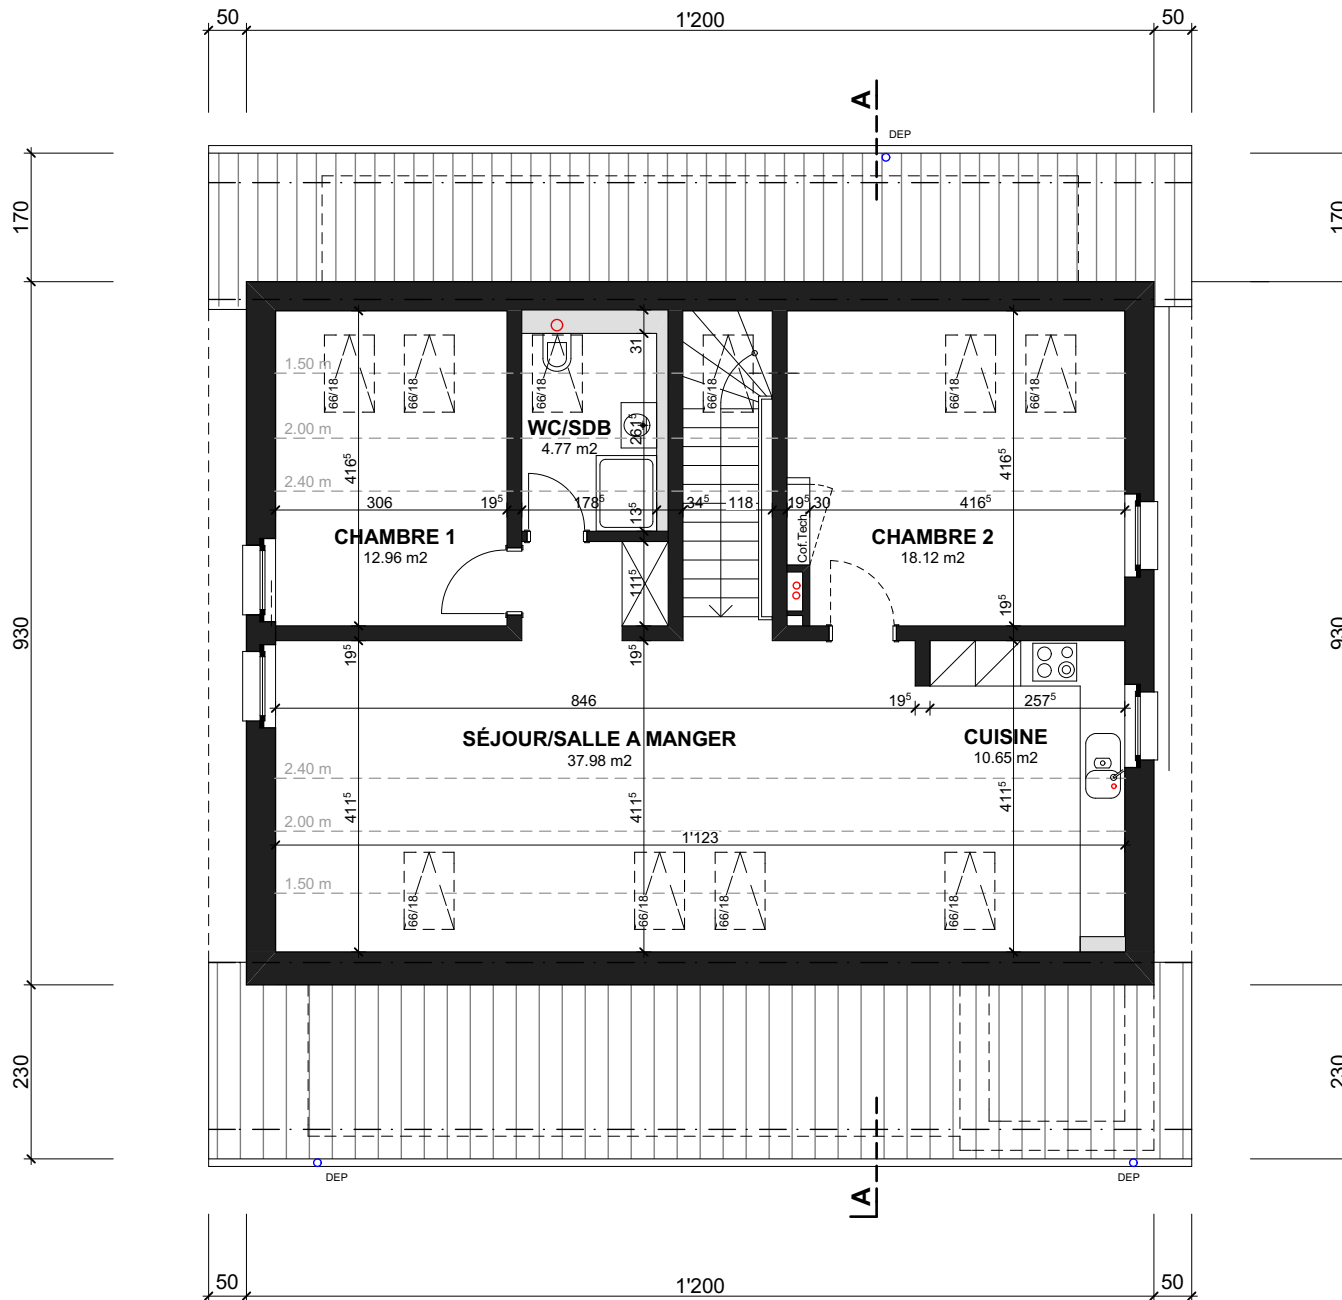 50 1'200 50
A
DEP
170 170
31
1.50 m
66/18 66/18 66/18 66/18 66/18 66/18
WC/SDB
4.77 m2
261⁵
2.00 m
416⁵ 416⁵
2.40 m
306 19⁵ 178⁵ 34⁵ 118 19⁵ 30 416⁵
13⁵
CHAMBRE 1
12.96 m2
Cof.Tech.
CHAMBRE 2
18.12 m2
111⁵
19⁵
930 930
19⁵ 19⁵
846 19⁵ 257⁵
SÉJOUR/SALLE A MANGER
37.98 m2
CUISINE
10.65 m2
2.40 m
411⁵ 411⁵ 411⁵
2.00 m
1'123
1.50 m
66/18 66/18 66/18 66/18
230 230
DEP DEP
A
50 1'200 50